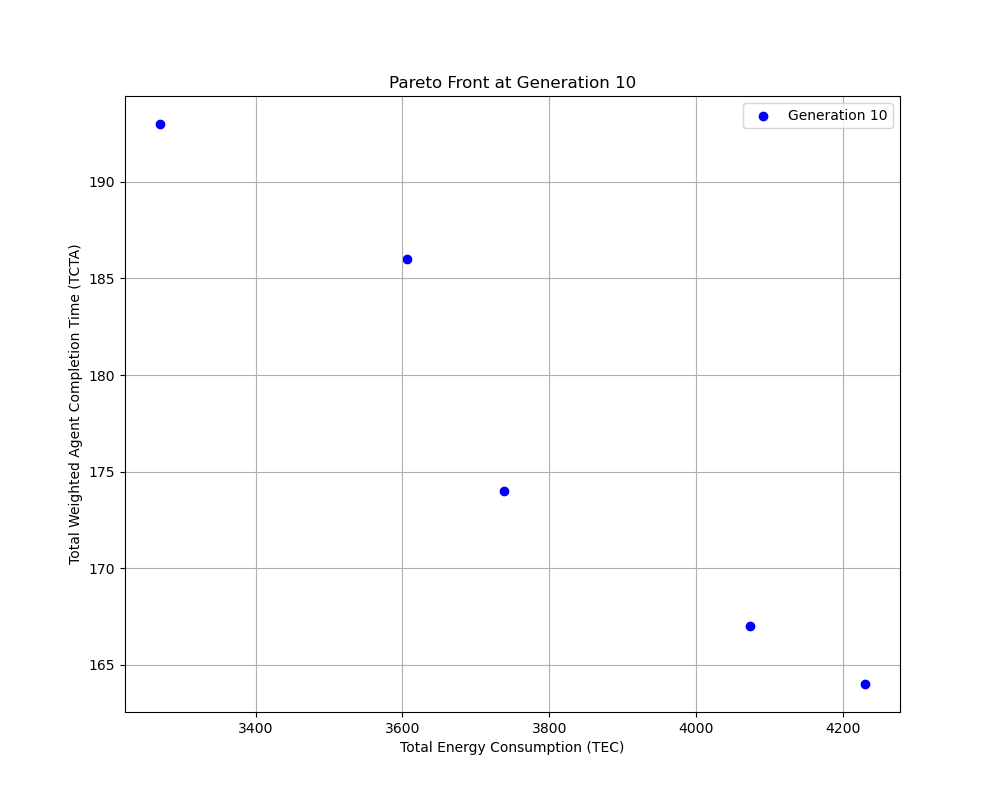 Pareto Front at Generation 10
Generation 10
190
185
180
175
170
165
Total Weighted Agent Completion Time (TCTA)
3400 3600 3800 4000 4200
Total Energy Consumption (TEC)